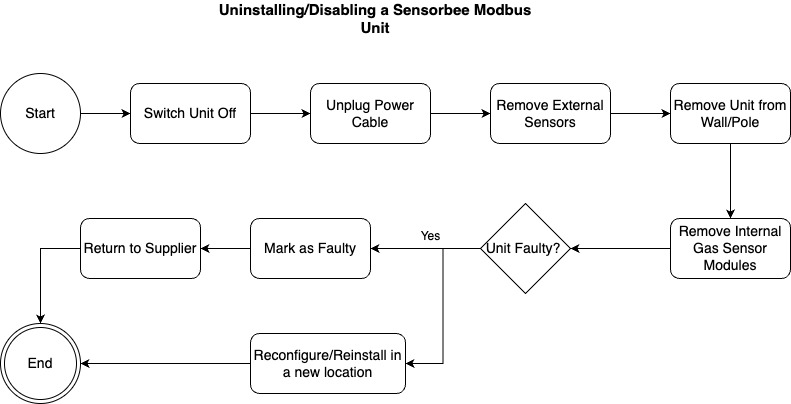 Uninstalling/Disabling a Sensorbee Modbus
Unit
Start
Switch Unit Off
Unplug Power
Cable
Remove External
Sensors
Remove Unit from
Wall/Pole
Return to Supplier
Mark as Faulty
Yes
Unit Faulty?
Remove Internal
Gas Sensor
Modules
End
Reconfigure/Reinstall in
a new location